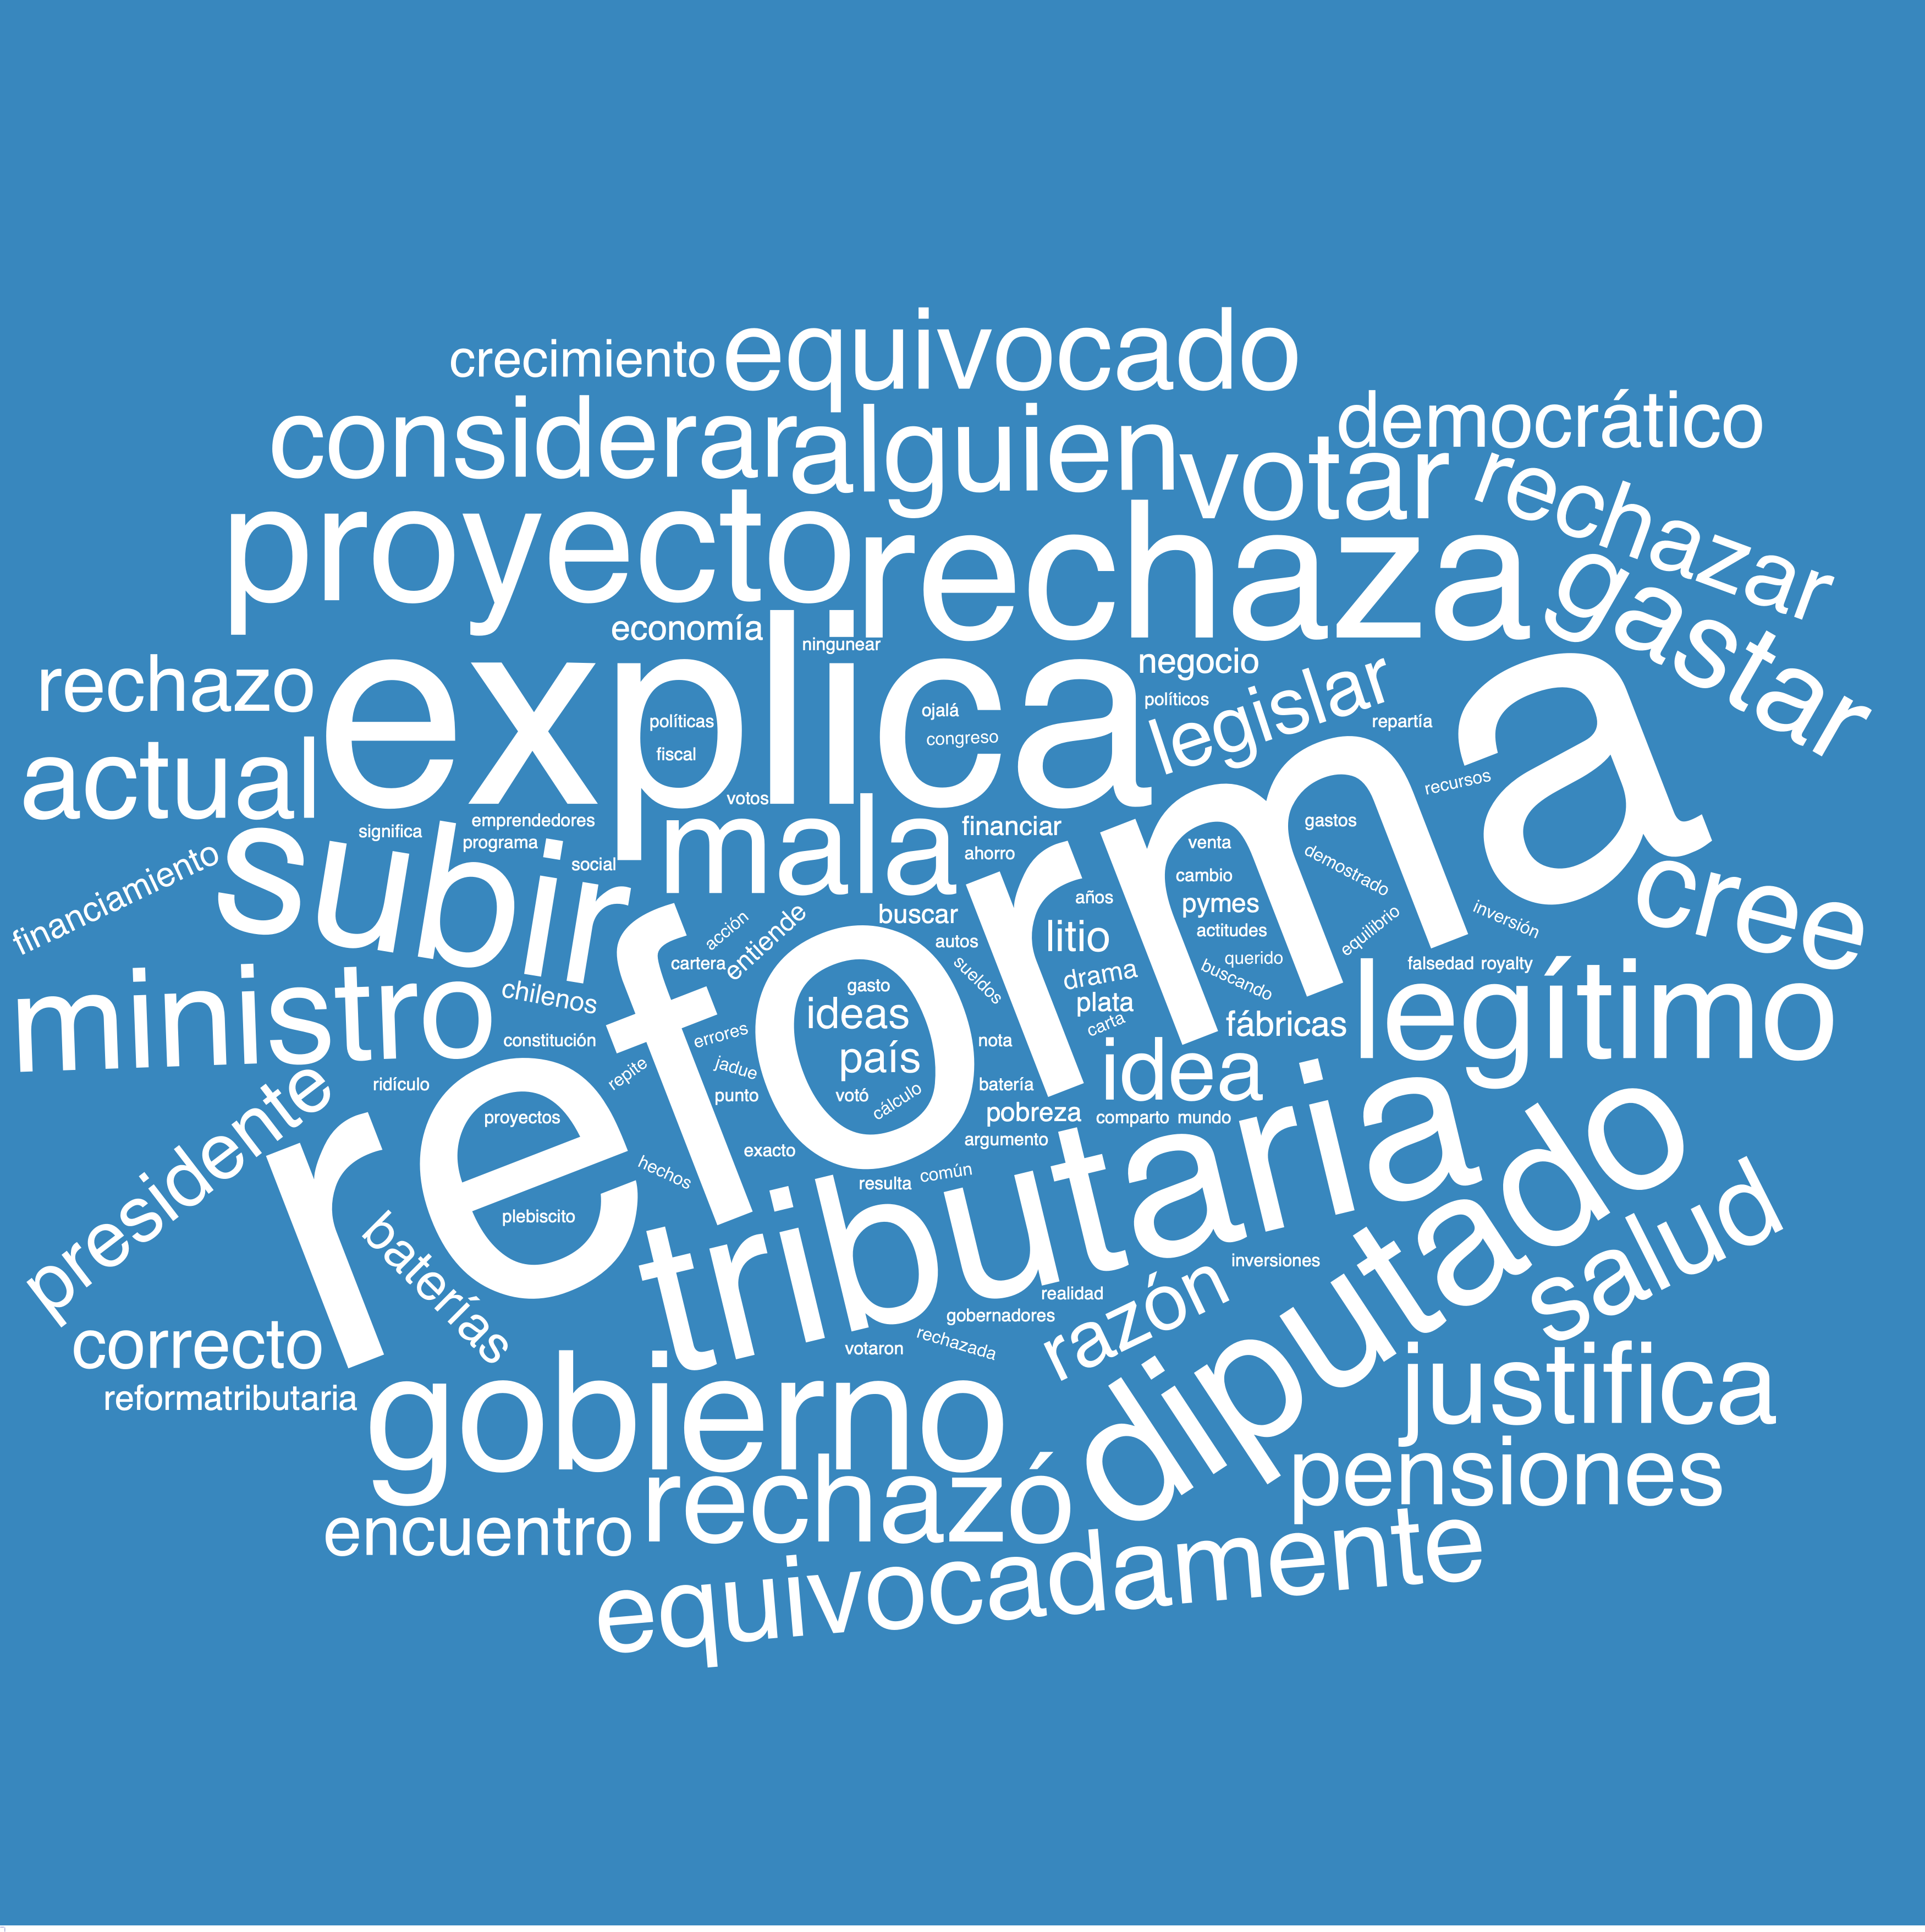 crecimiento
equivocado
considerar
alguien
democrático
votar
rechazar
proyecto
rechaza
gastar
economía
ningunear
rechazo
explica
negocio
legislar
políticos
políticas
ojalá
repartía
congreso
fiscal
actual
recursos
votos
significa
emprendedores
programa
social
subir
mala
financiar
ahorro
venta
gastos
demostrado
cambio
financiamiento
cree
reforma
acción
entiende
buscar
años
pymes
inversión
autos
litio
actitudes
equilibrio
cartera
sueldos
querido
buscando
falsedad
royalty
drama
ministro
chilenos
gasto
ideas
plata
carta
fábricas
legítimo
constitución
errores
nota
país
idea
repite
jadue
ridículo
punto
votó
cálculo
batería
presidente
proyectos
pobreza
comparto
mundo
exacto
argumento
hechos
resulta
común
tributaria
diputado
plebiscito
salud
baterías
inversiones
realidad
gobernadores
razón
correcto
votaron
rechazada
reformatributaria
gobierno
justifica
rechazó
pensiones
encuentro
equivocadamente